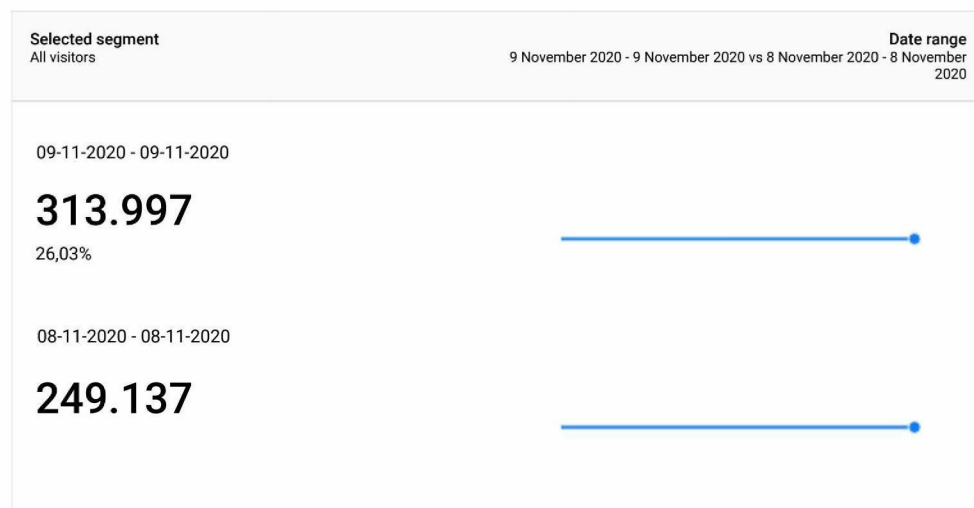 Selected segment
All visitors
Date range
9 November 2020 - 9 November 2020 vs 8 November 2020 - 8 November
2020
09-11-2020 - 09-11-2020
313.997
26,03%
08-11-2020 - 08-11-2020
249.137